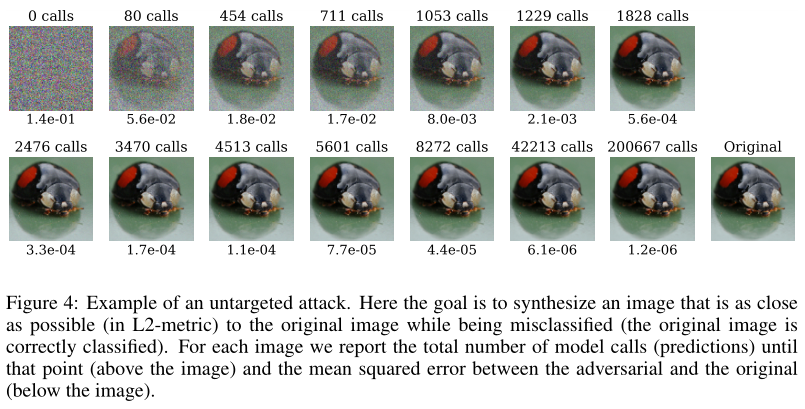 0 calls 80 calls 454 calls 711 calls 1053 calls 1229 calls 1828 calls
1.4e-01 5.6e-02 1.8e-02 1.7e-02 8.0e-03 2.1e-03 5.6e-04
2476 calls 3470 calls 4513 calls 5601 calls 8272 calls 42213 calls 200667 calls Original
3.3e-04 1.7e-04 1.1e-04 7.7e-05 4.4e-05 6.1e-06 1.2e-06
Figure 4: Example of an untargeted attack. Here the goal is to synthesize an image that is as close
as possible (in L2-metric) to the original image while being misclassified (the original image is
correctly classified). For each image we report the total number of model calls (predictions) until
that point (above the image) and the mean squared error between the adversarial and the original
(below the image).